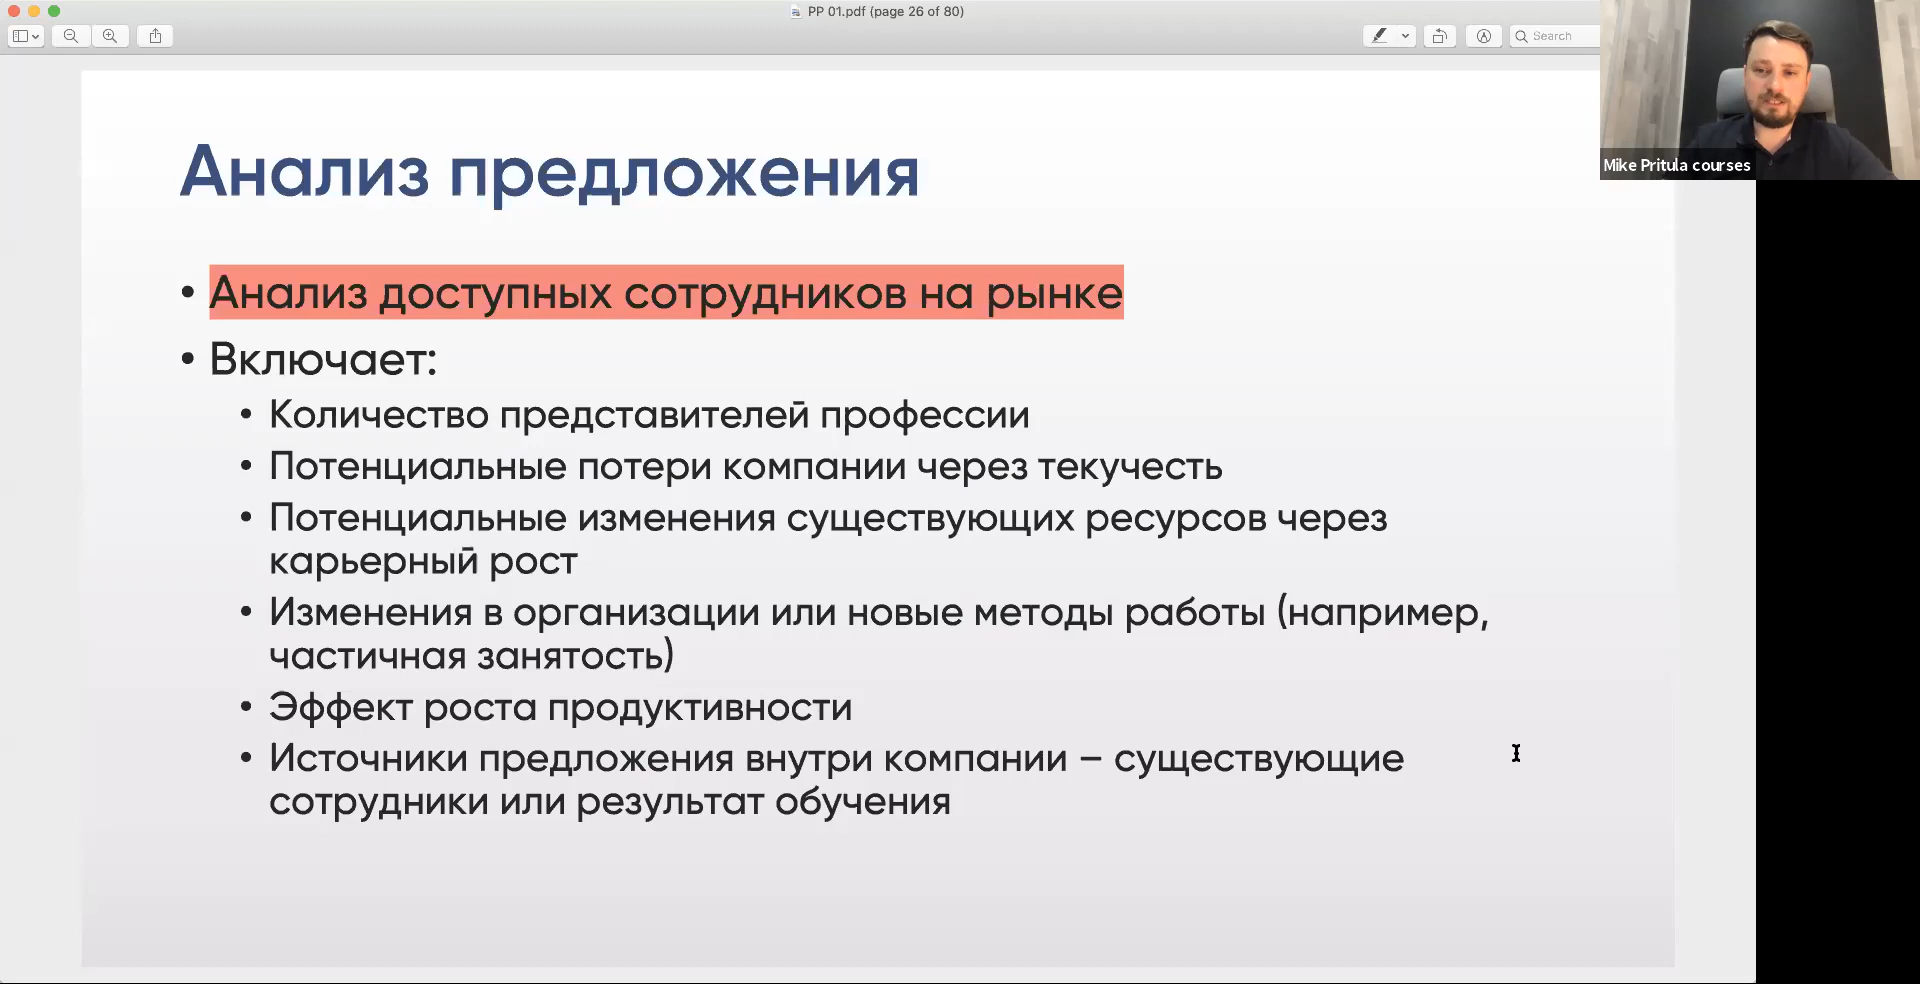 PP 01.pdf (page 26 of 80)
Search
Mike Pritula courses
Анализ предложения
• Анализ доступных сотрудников на рынке
• Включает:
• Количество представителей профессии
• Потенциальные потери компании через текучесть
• Потенциальные изменения существующих ресурсов через
карьерный рост
• Изменения в организации или новые методы работы (например,
частичная занятость)
• Эффект роста продуктивности
• Источники предложения внутри компании – существующие
сотрудники или результат обучения